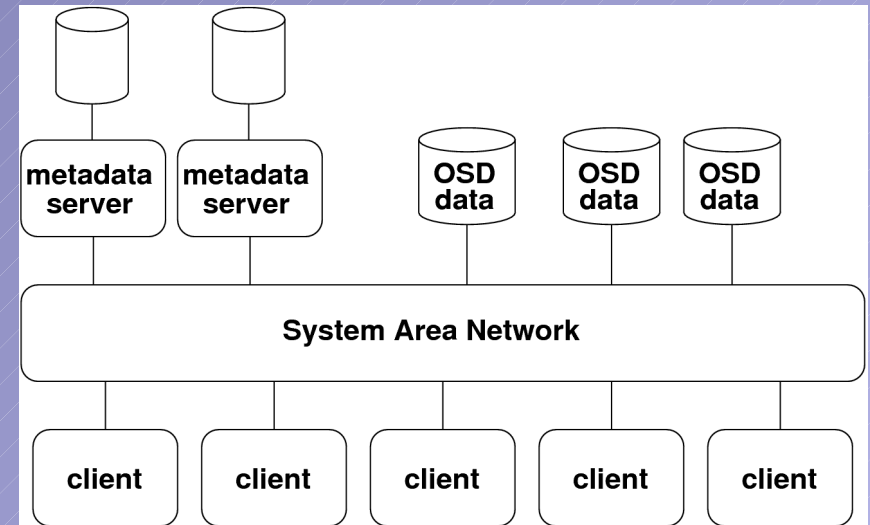 metadata
server
metadata
server
OSD
data
OSD
data
OSD
data
System Area Network
client
client
client
client
client